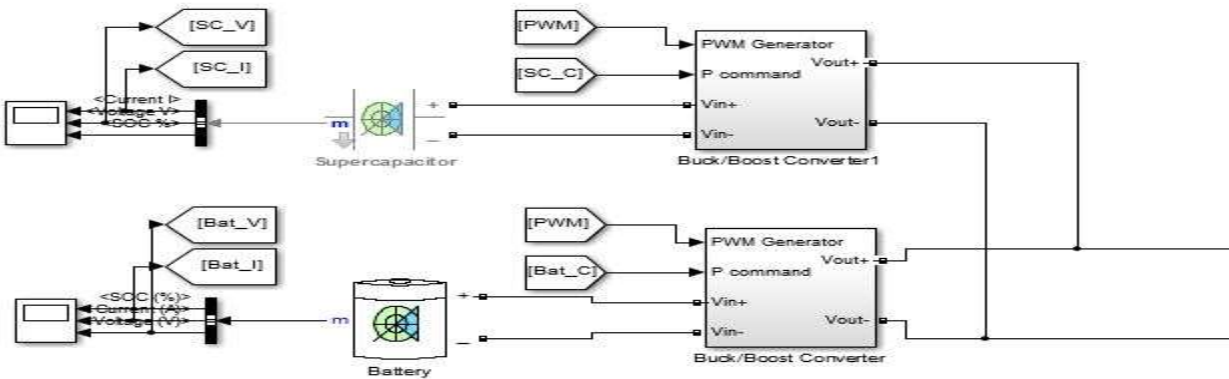 [SC_V]
[SC_I]
<Current I>
<Voltage V>
<SOC %>
m
+
−
Supercapacitor
[PWM]
[SC_C]
PWM Generator
P command
Vin+
Vin-
Vout+
Vout-
Buck/Boost Converter1
[Bat_V]
[Bat_I]
<SOC (%)>
<Current (A)>
<Voltage (V)>
m
+
−
Battery
[PWM]
[Bat_C]
PWM Generator
P command
Vin+
Vin-
Vout+
Vout-
Buck/Boost Converter